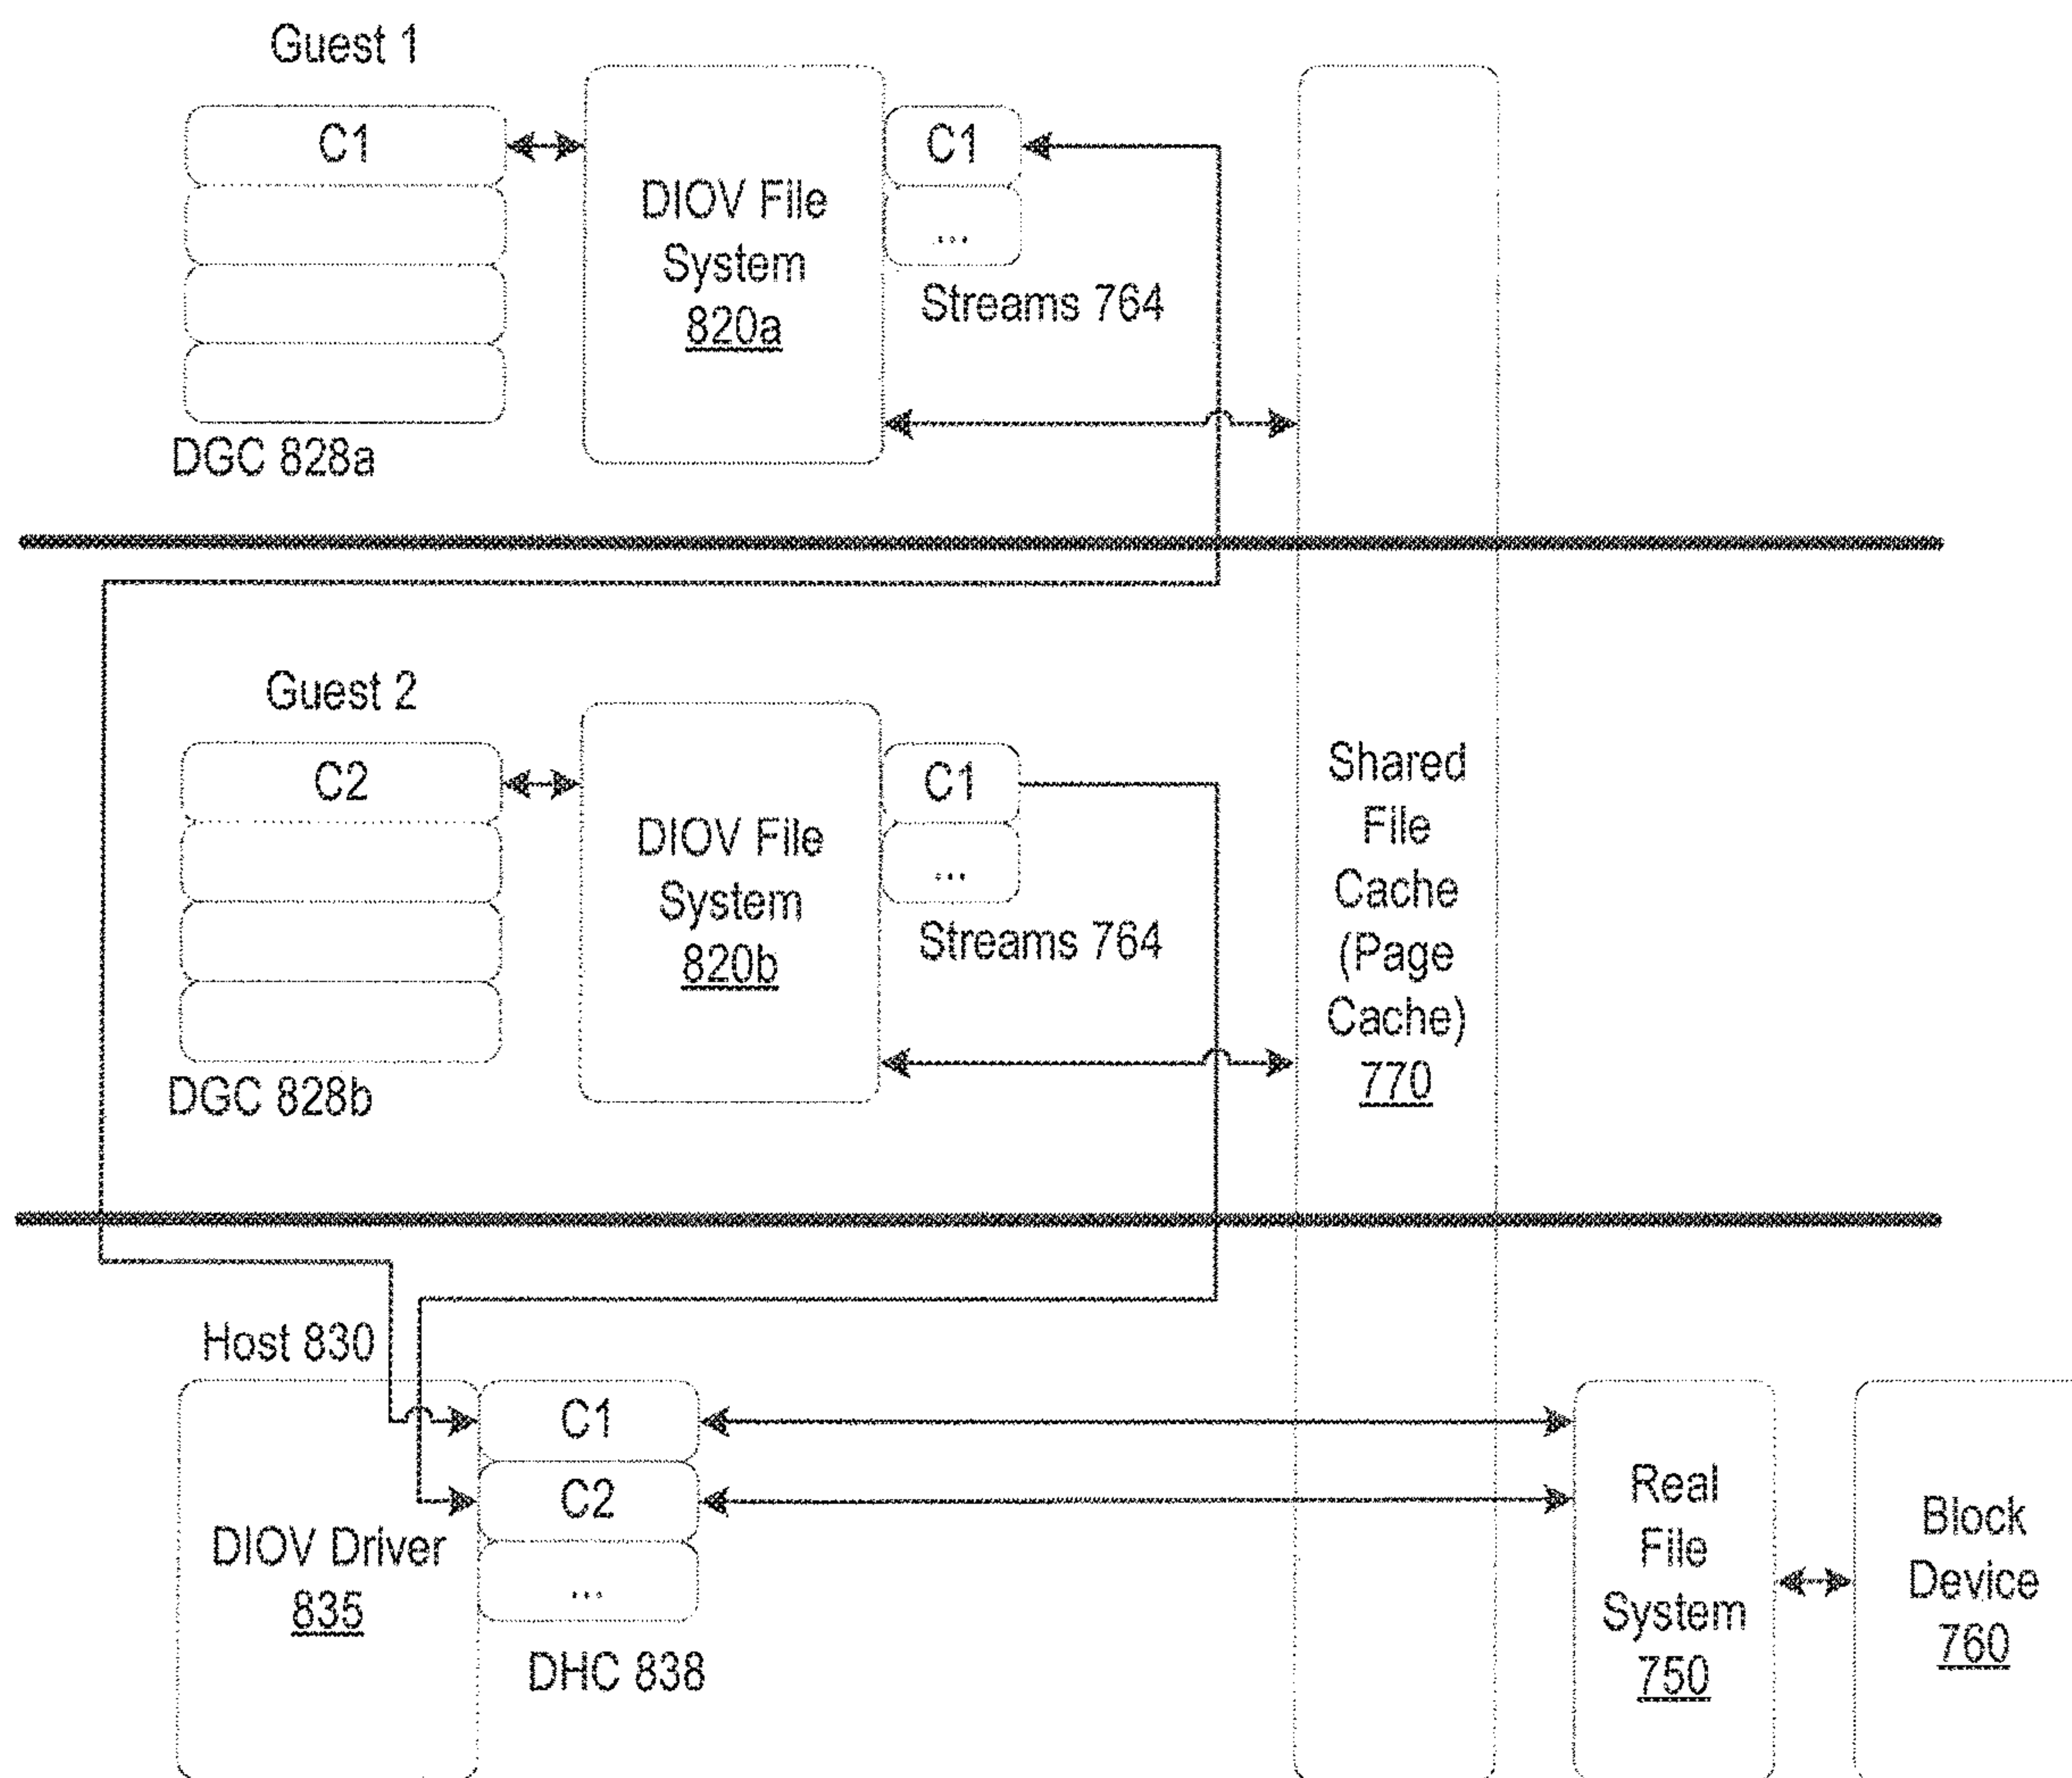 Guest 1
C1
DIOV File
System
820a
C1
...
Streams 764
DGC 828a
Guest 2
C2
DIOV File
System
820b
C1
...
Streams 764
DGC 828b
Shared
File
Cache
(Page
Cache)
770
Host 830
DIOV Driver
835
C1
C2
...
DHC 838
Real
File
System
750
Block
Device
760